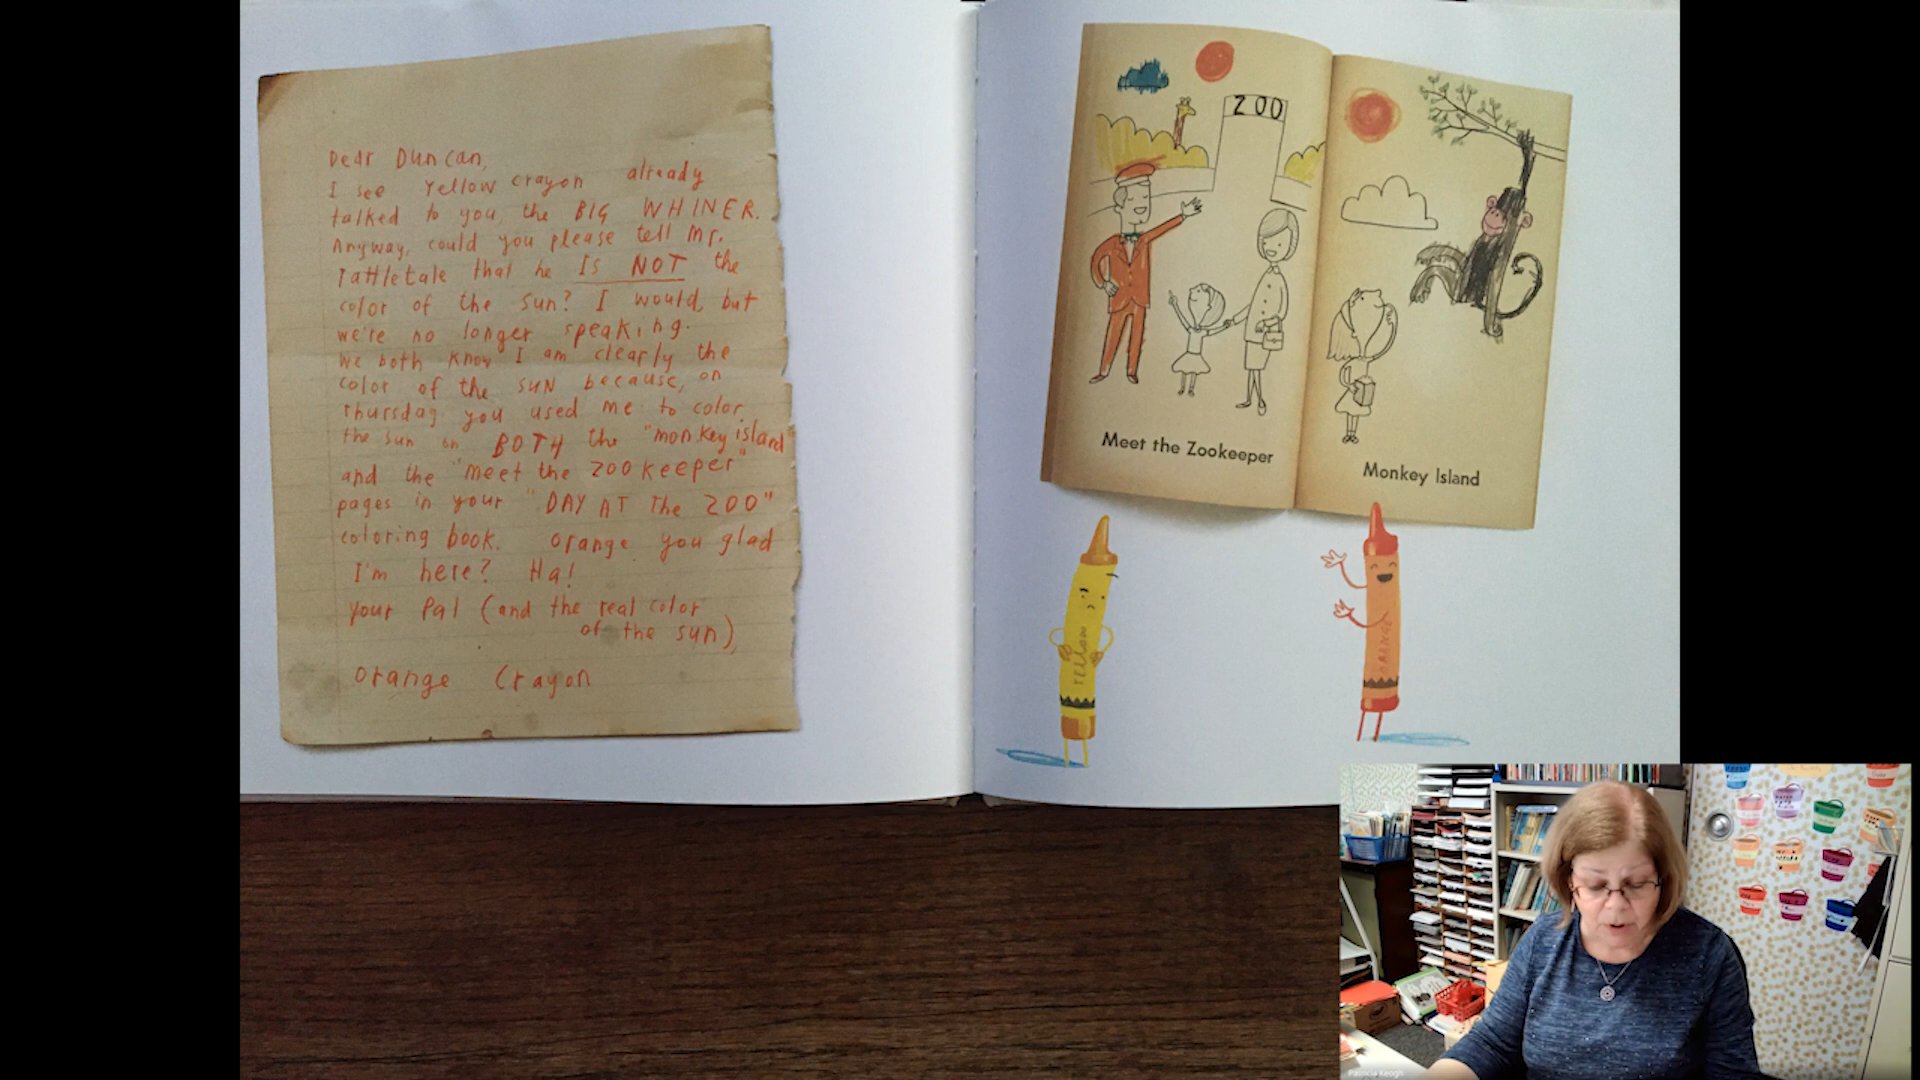 Dear Duncan,
I see Yellow crayon already
talked to you, the BIG WHINER.
Anyway, could you please tell Mr.
Tattletale that he IS NOT the
color of the sun? I would, but
we're no longer speaking.
We both know I am clearly the
color of the SUN because, on
Thursday, you used me to color
the sun on BOTH the "monkey island"
and the "meet the zoo keeper"
pages in your "DAY AT The ZOO"
coloring book. Orange you glad
I'm here? Ha!
Your Pal (and the real color
of the sun),
Orange Crayon
ZOO
Meet the Zookeeper
Monkey Island
Yellow
ORANGE
Patricia Keogh